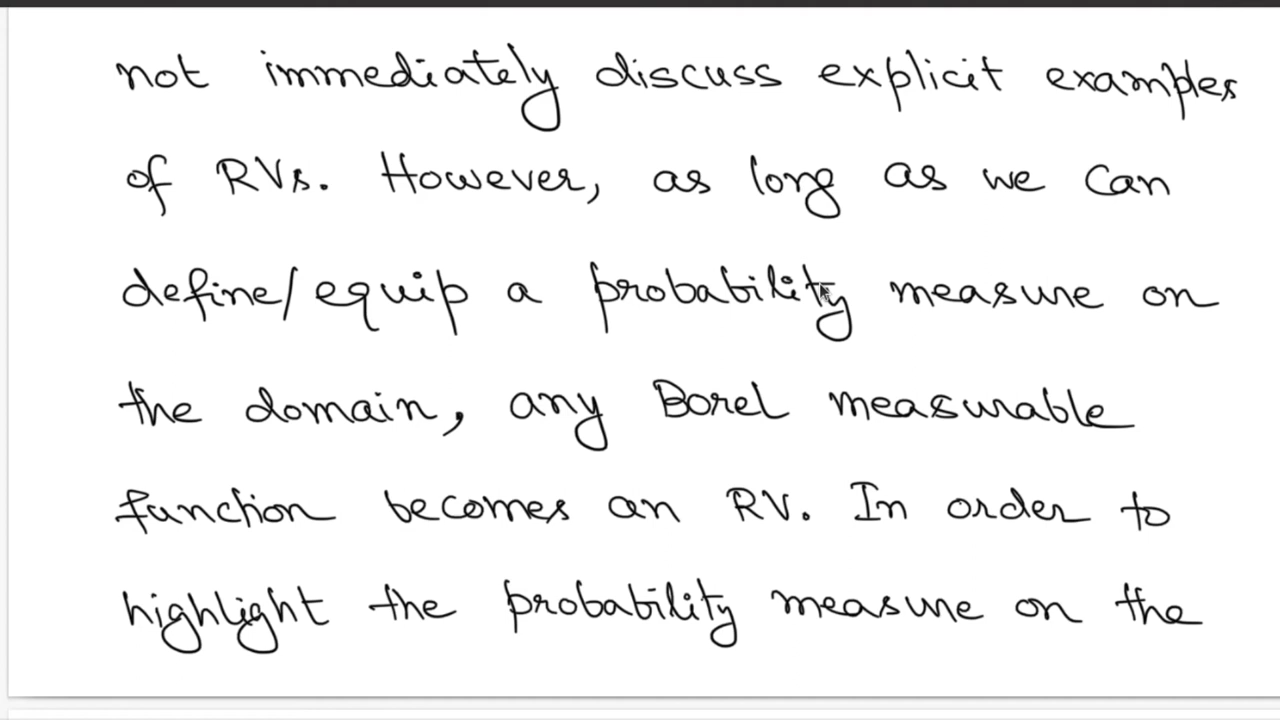 not immediately discuss explicit examples
of RVs. However, as long as we can
define/equip a probability measure on
the domain, any Borel measurable
function becomes an RV. In order to
highlight the probability measure on the